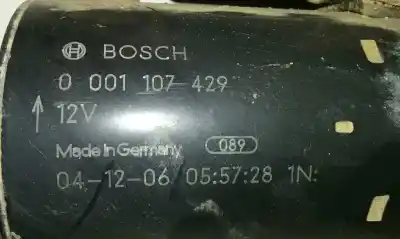 BOSCH
0 001 107 429
12V
Made in Germany 089
04-12-06 05:57:28 1N: